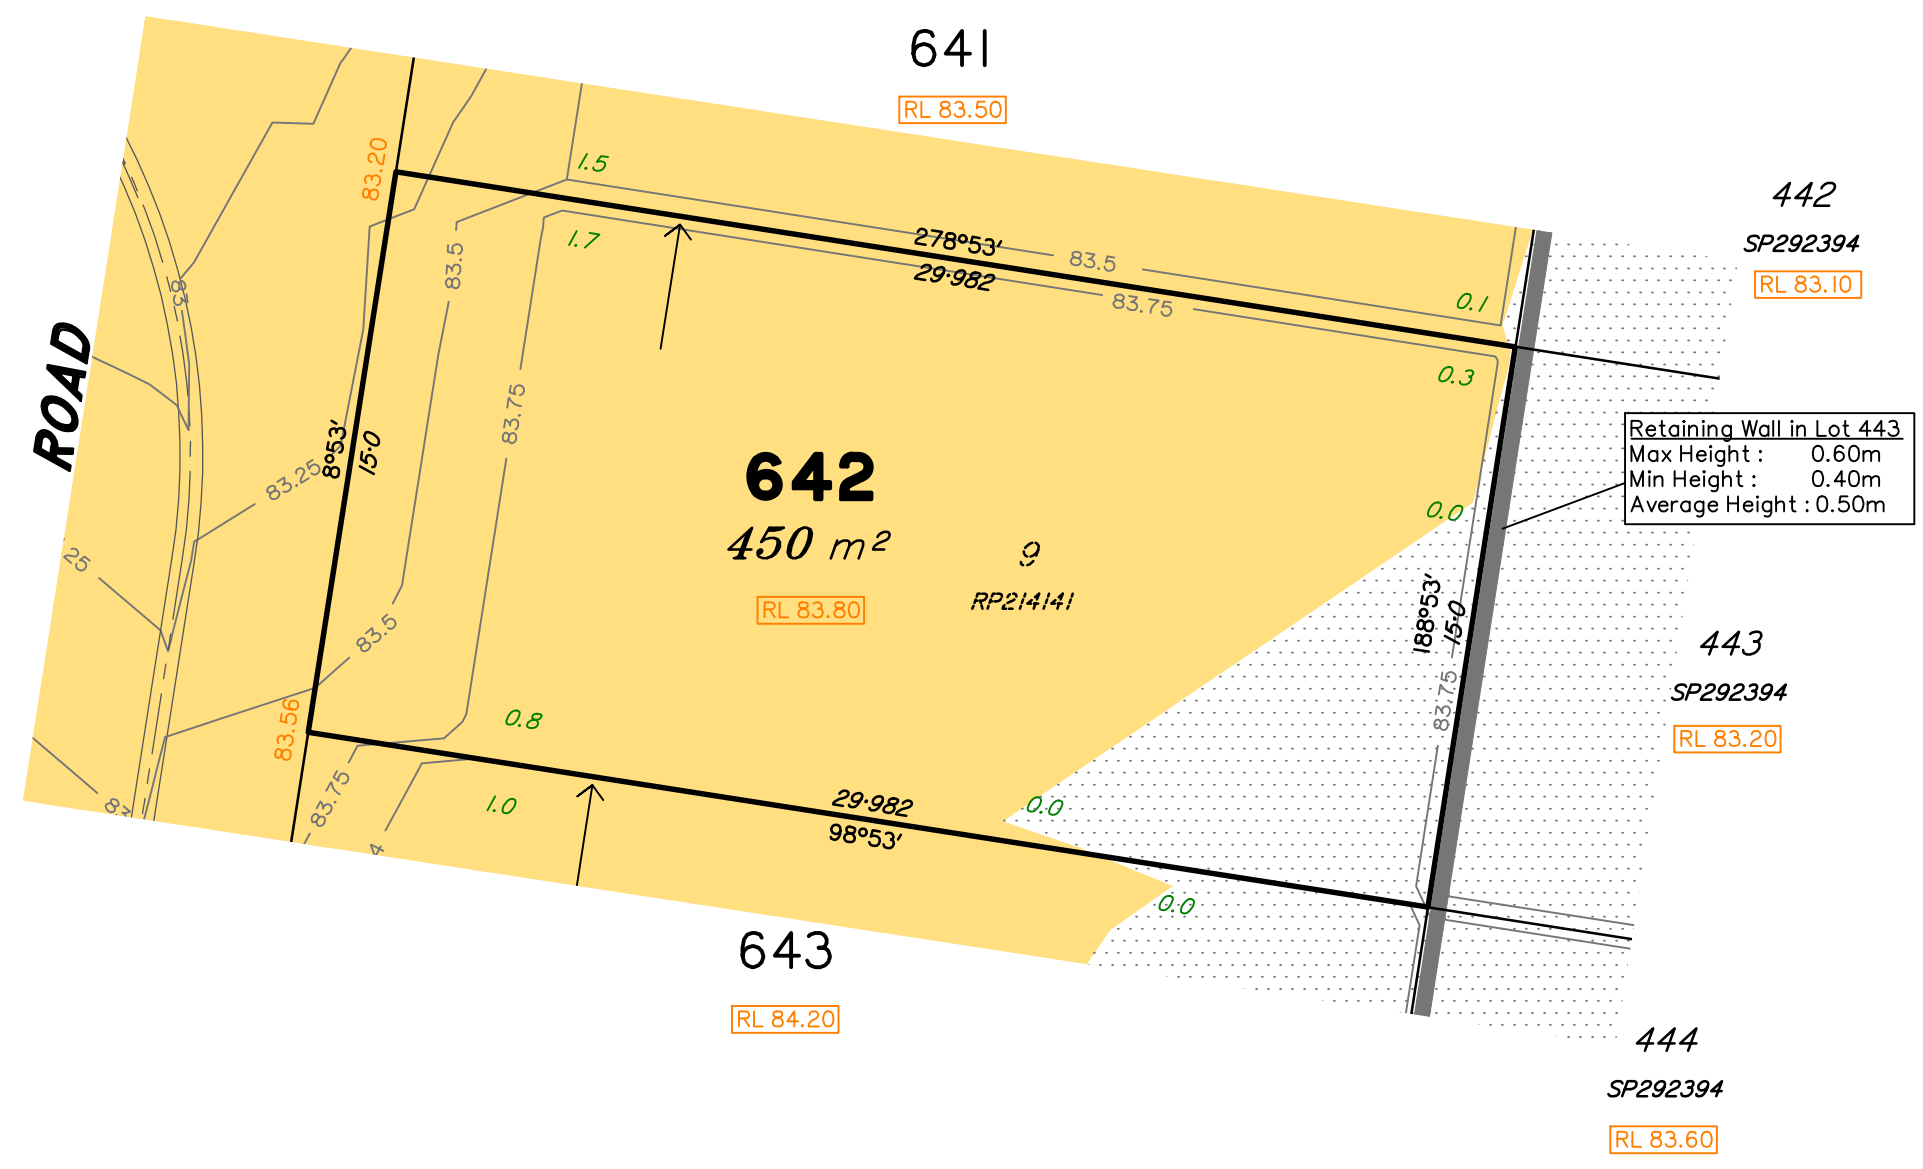 641
RL 83.50
83.20
1.5
442
SP292394
RL 83.10
1.7
83.5
278°53'
29·982
83.5
83.75
0.1
83
0.3
ROAD
83.75
8°53'
15·0
83.25
642
450 m²
RL 83.80
9
RP214141
0.0
Retaining Wall in Lot 443
Max Height : 0.60m
Min Height : 0.40m
Average Height : 0.50m
25
83.5
188°53'
15·0
83.75
443
SP292394
RL 83.20
83.56
0.8
83.75
1.0
29·982
98°53'
0.0
0.0
4
643
RL 84.20
444
SP292394
RL 83.60